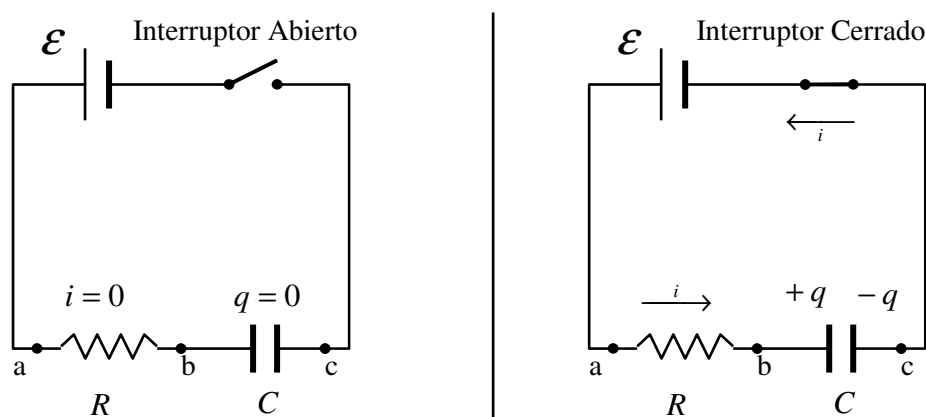 Interruptor Abierto
ℰ
i = 0
q = 0
a
b
c
R
C
Interruptor Cerrado
ℰ
i
i
+ q
− q
a
b
c
R
C